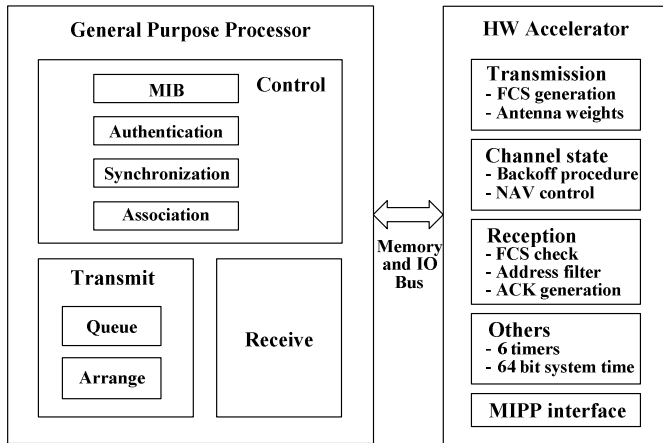 General Purpose Processor
Control
MIB
Authentication
Synchronization
Association
Transmit
Queue
Arrange
Receive
Memory
and IO
Bus
HW Accelerator
Transmission
- FCS generation
- Antenna weights
Channel state
- Backoff procedure
- NAV control
Reception
- FCS check
- Address filter
- ACK generation
Others
- 6 timers
- 64 bit system time
MIPP interface